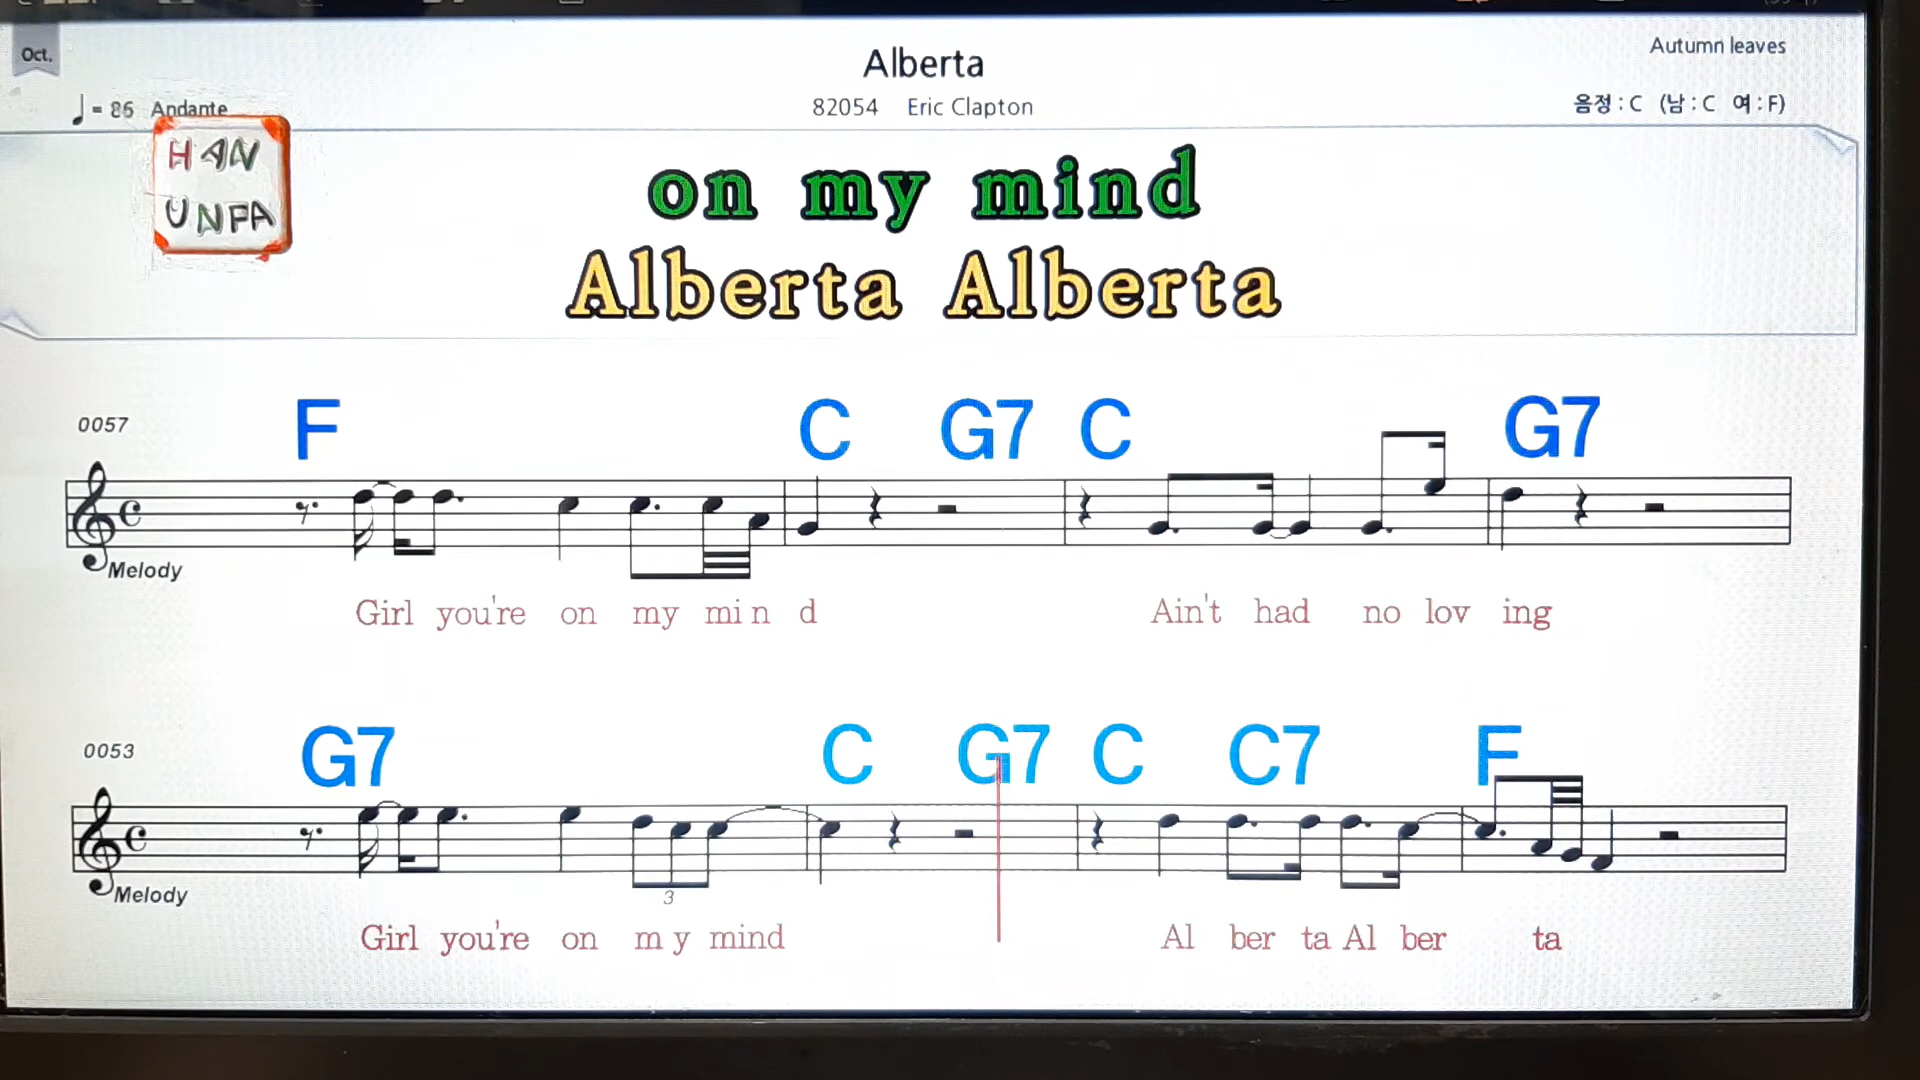 Oct.
Alberta
Autumn leaves
= 86 Andante
82054 Eric Clapton
음정 : C (남 : C 여 : F)
HAN
UNPA
on my mind
Alberta Alberta
0057
F C G7 C G7
Melody
Girl you're on my min d Ain't had no lov ing
0053
G7 C G7 C C7 F
3
Melody
Girl you're on my mind Al ber ta Al ber ta